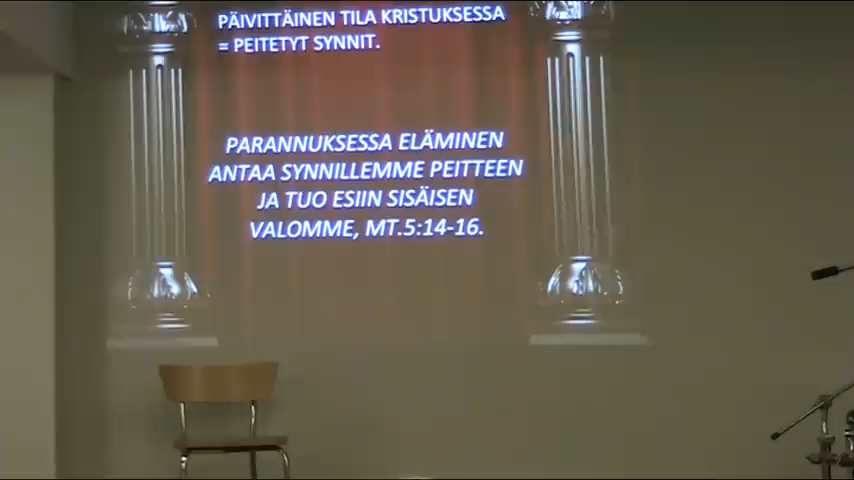 PÄIVITTÄINEN TILA KRISTUKSESSA
= PEITETYT SYNNIT.
PARANNUKSESSA ELÄMINEN
ANTAA SYNNILLEMME PEITTEEN
JA TUO ESIIN SISÄISEN
VALOMME, MT.5:14-16.